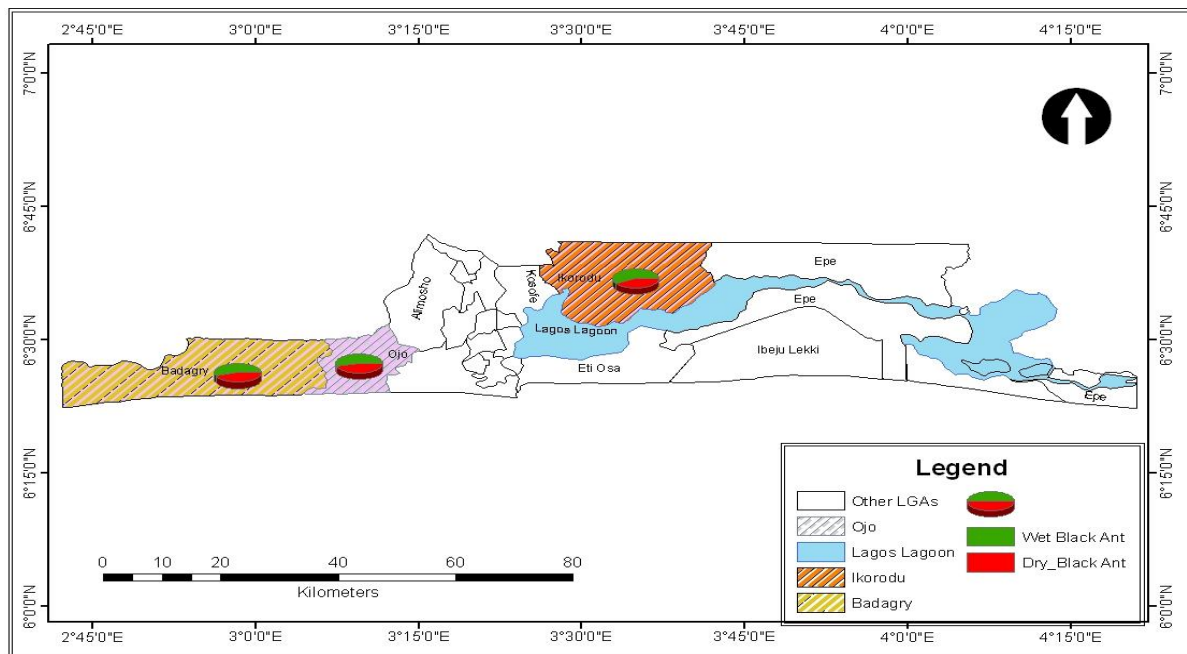 2°45'0"E 3°0'0"E 3°15'0"E 3°30'0"E 3°45'0"E 4°0'0"E 4°15'0"E
7°0'0"N
7°0'0"N
6°45'0"N
6°45'0"N
6°30'0"N
6°30'0"N
6°15'0"N
6°15'0"N
6°0'0"N
6°0'0"N
Alimosho
Kosofe
Ikorodu
Epe
Epe
Lagos Lagoon
Ojo
Badagry
Ibeju Lekki
Eti Osa
Epe
Legend
Other LGAs
Ojo
Lagos Lagoon
Ikorodu
Badagry
Wet Black Ant
Dry_Black Ant
0 10 20 40 60 80
Kilometers
2°45'0"E 3°0'0"E 3°15'0"E 3°30'0"E 3°45'0"E 4°0'0"E 4°15'0"E